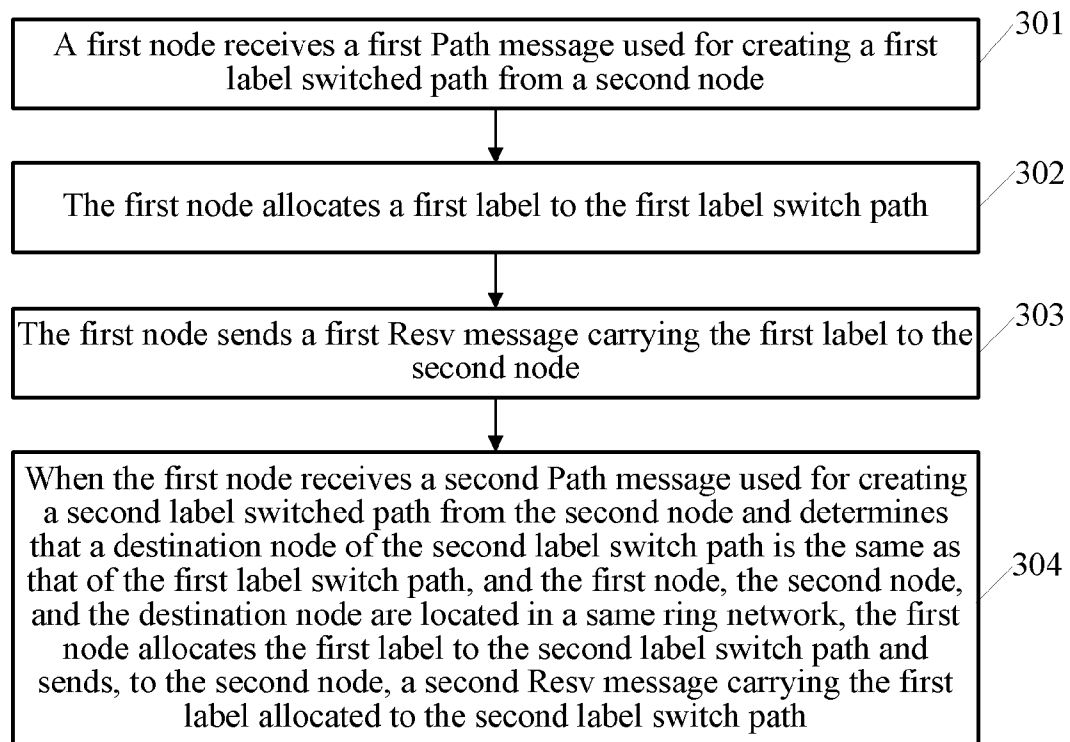 A first node receives a first Path message used for creating a first
label switched path from a second node
301
The first node allocates a first label to the first label switch path
302
The first node sends a first Resv message carrying the first label to the
second node
303
When the first node receives a second Path message used for creating
a second label switched path from the second node and determines
that a destination node of the second label switch path is the same as
that of the first label switch path, and the first node, the second node,
and the destination node are located in a same ring network, the first
node allocates the first label to the second label switch path and
sends, to the second node, a second Resv message carrying the first
label allocated to the second label switch path
304